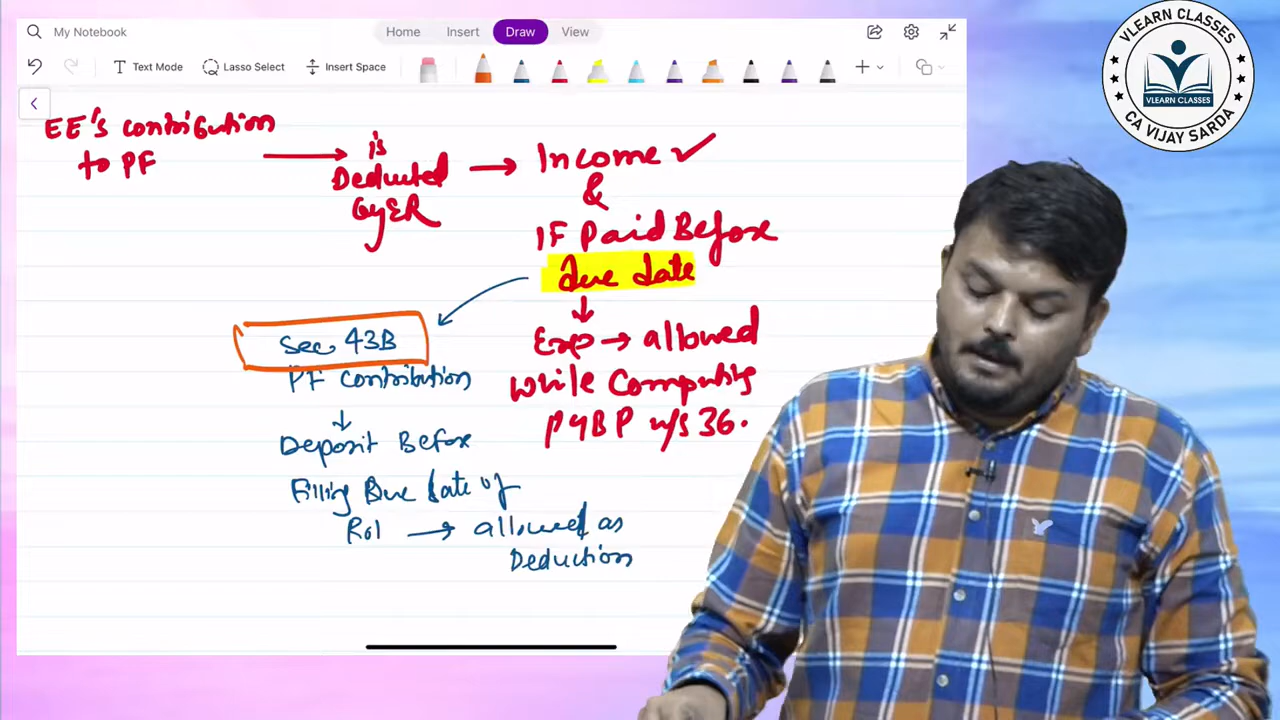 My Notebook
Home Insert Draw View
Text Mode Lasso Select Insert Space
EE's contribution
to PF
is
Deducted
by ER
Income ✓
&
IF Paid Before
due date
Exp → allowed
While Computing
PGBP u/s 36.
Sec 43B
PF contribution
Deposit Before
Filling Due date of
RoI → allowed as
Deduction
VLEARN CLASSES
VLEARN CLASSES
CA VIJAY SARDA